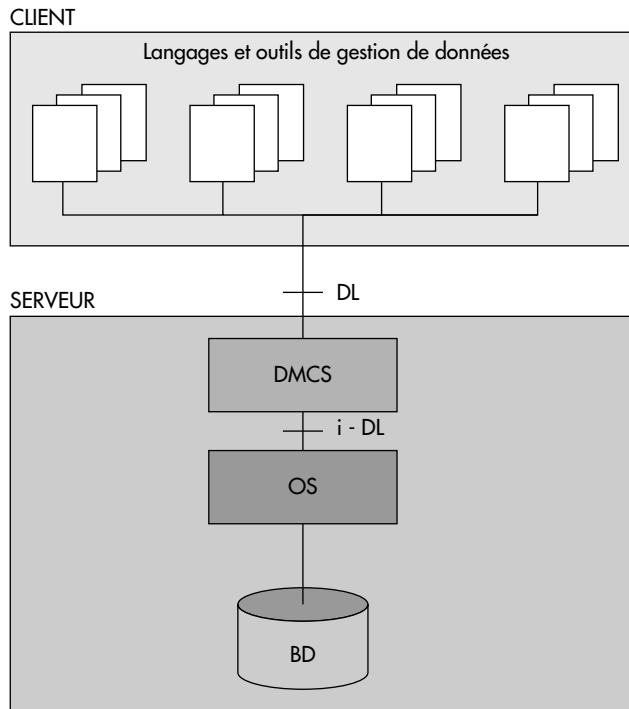 CLIENT
Langages et outils de gestion de données
DL
SERVEUR
DMCS
i - DL
OS
BD